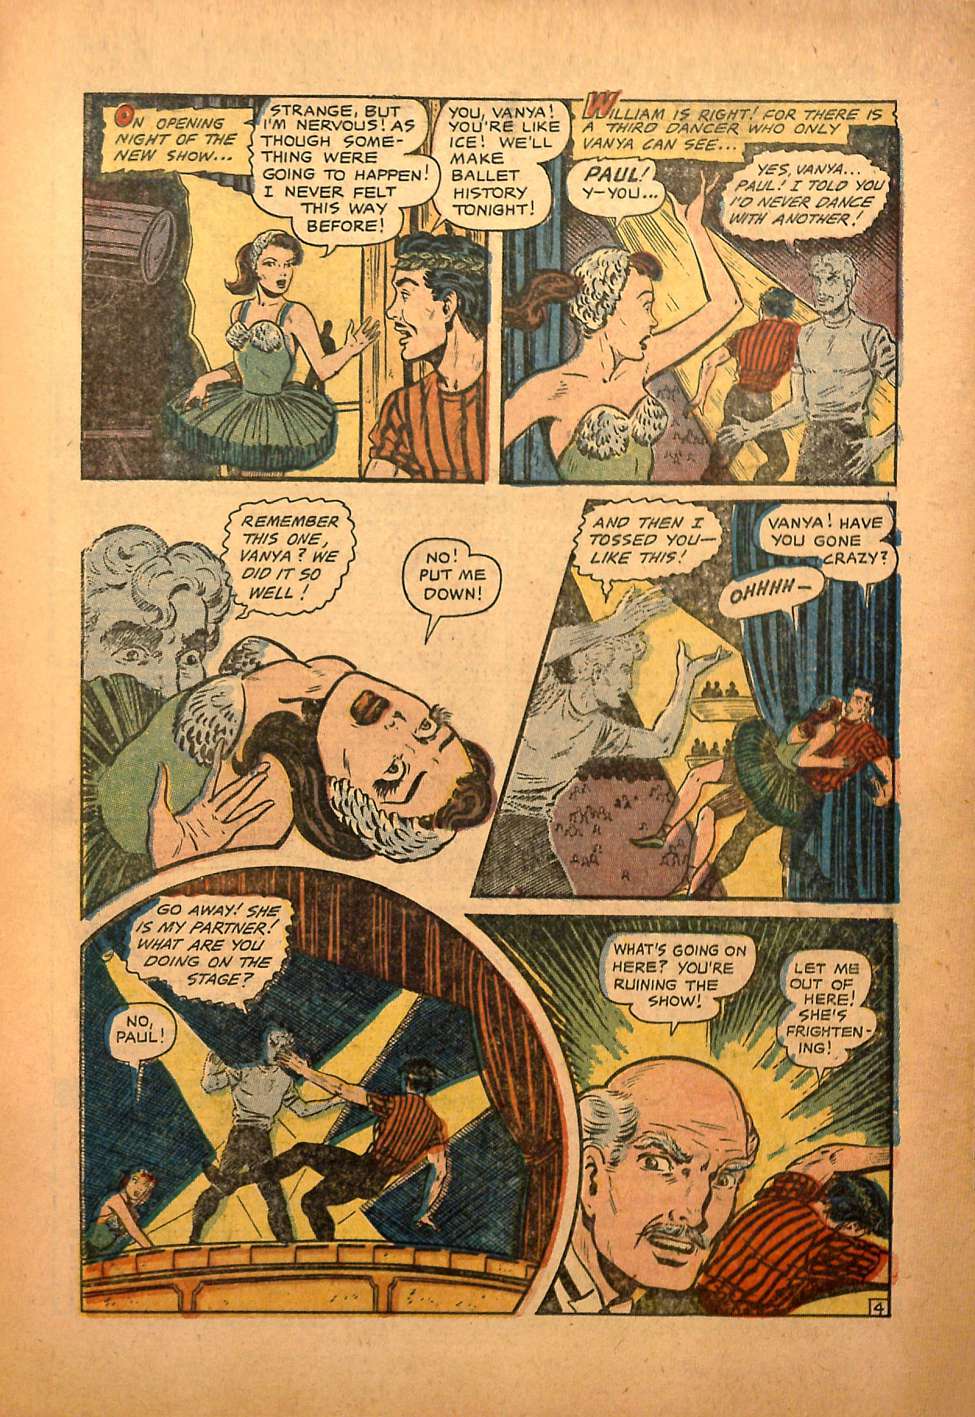 ON OPENING
NIGHT OF THE
NEW SHOW...
STRANGE, BUT
I'M NERVOUS! AS
THOUGH SOME-
THING WERE
GOING TO HAPPEN!
I NEVER FELT
THIS WAY
BEFORE!
YOU, VANYA!
YOU'RE LIKE
ICE! WE'LL
MAKE
BALLET
HISTORY
TONIGHT!
WILLIAM IS RIGHT! FOR THERE IS
A THIRD DANCER WHO ONLY
VANYA CAN SEE...
PAUL!
Y-YOU...
YES, VANYA...
PAUL! I TOLD YOU
I'D NEVER DANCE
WITH ANOTHER!
REMEMBER
THIS ONE,
VANYA? WE
DID IT SO
WELL!
NO!
PUT ME
DOWN!
AND THEN I
TOSSED YOU—
LIKE THIS!
VANYA! HAVE
YOU GONE
CRAZY?
OHHHH—
GO AWAY! SHE
IS MY PARTNER!
WHAT ARE YOU
DOING ON THE
STAGE?
NO,
PAUL!
WHAT'S GOING ON
HERE? YOU'RE
RUINING THE
SHOW!
LET ME
OUT OF
HERE!
SHE'S
FRIGHTEN-
ING!
4